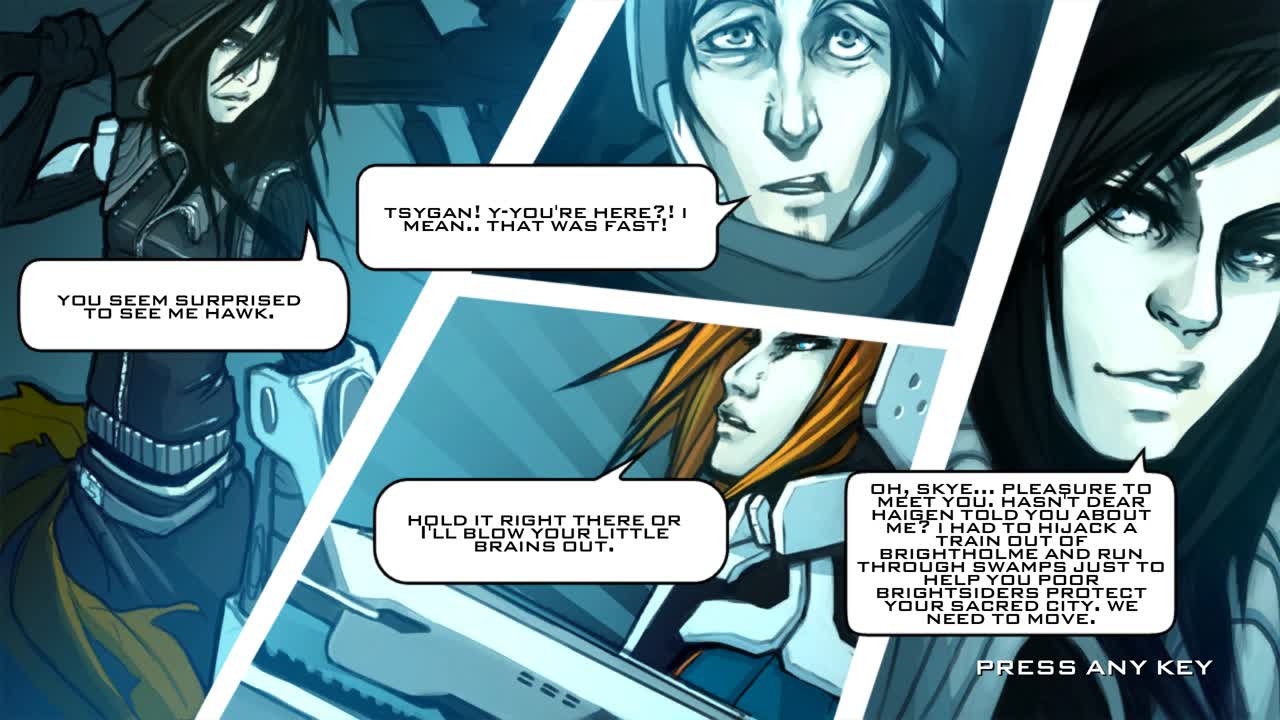 YOU SEEM SURPRISED
TO SEE ME HAWK.
TSYGAN! Y-YOU'RE HERE?! I
MEAN.. THAT WAS FAST!
HOLD IT RIGHT THERE OR
I'LL BLOW YOUR LITTLE
BRAINS OUT.
OH, SKYE... PLEASURE TO
MEET YOU. HASN'T DEAR
HAIGEN TOLD YOU ABOUT
ME? I HAD TO HIJACK A
TRAIN OUT OF
BRIGHTHOLME AND RUN
THROUGH SWAMPS JUST TO
HELP YOU POOR
BRIGHTSIDERS PROTECT
YOUR SACRED CITY. WE
NEED TO MOVE.
PRESS ANY KEY